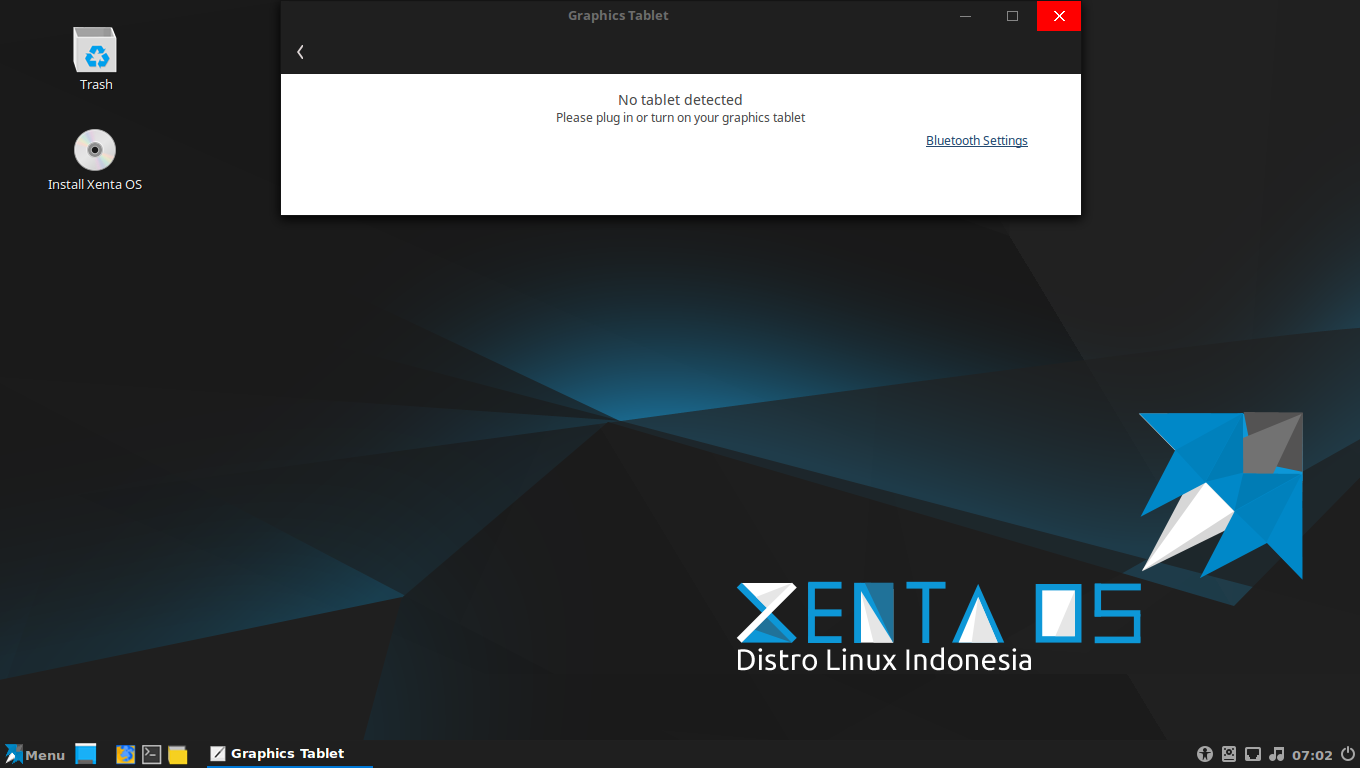 Graphics Tablet
Trash
No tablet detected
Please plug in or turn on your graphics tablet
Bluetooth Settings
Install Xenta OS
XENTA OS
Distro Linux Indonesia
Menu
Graphics Tablet
07:02